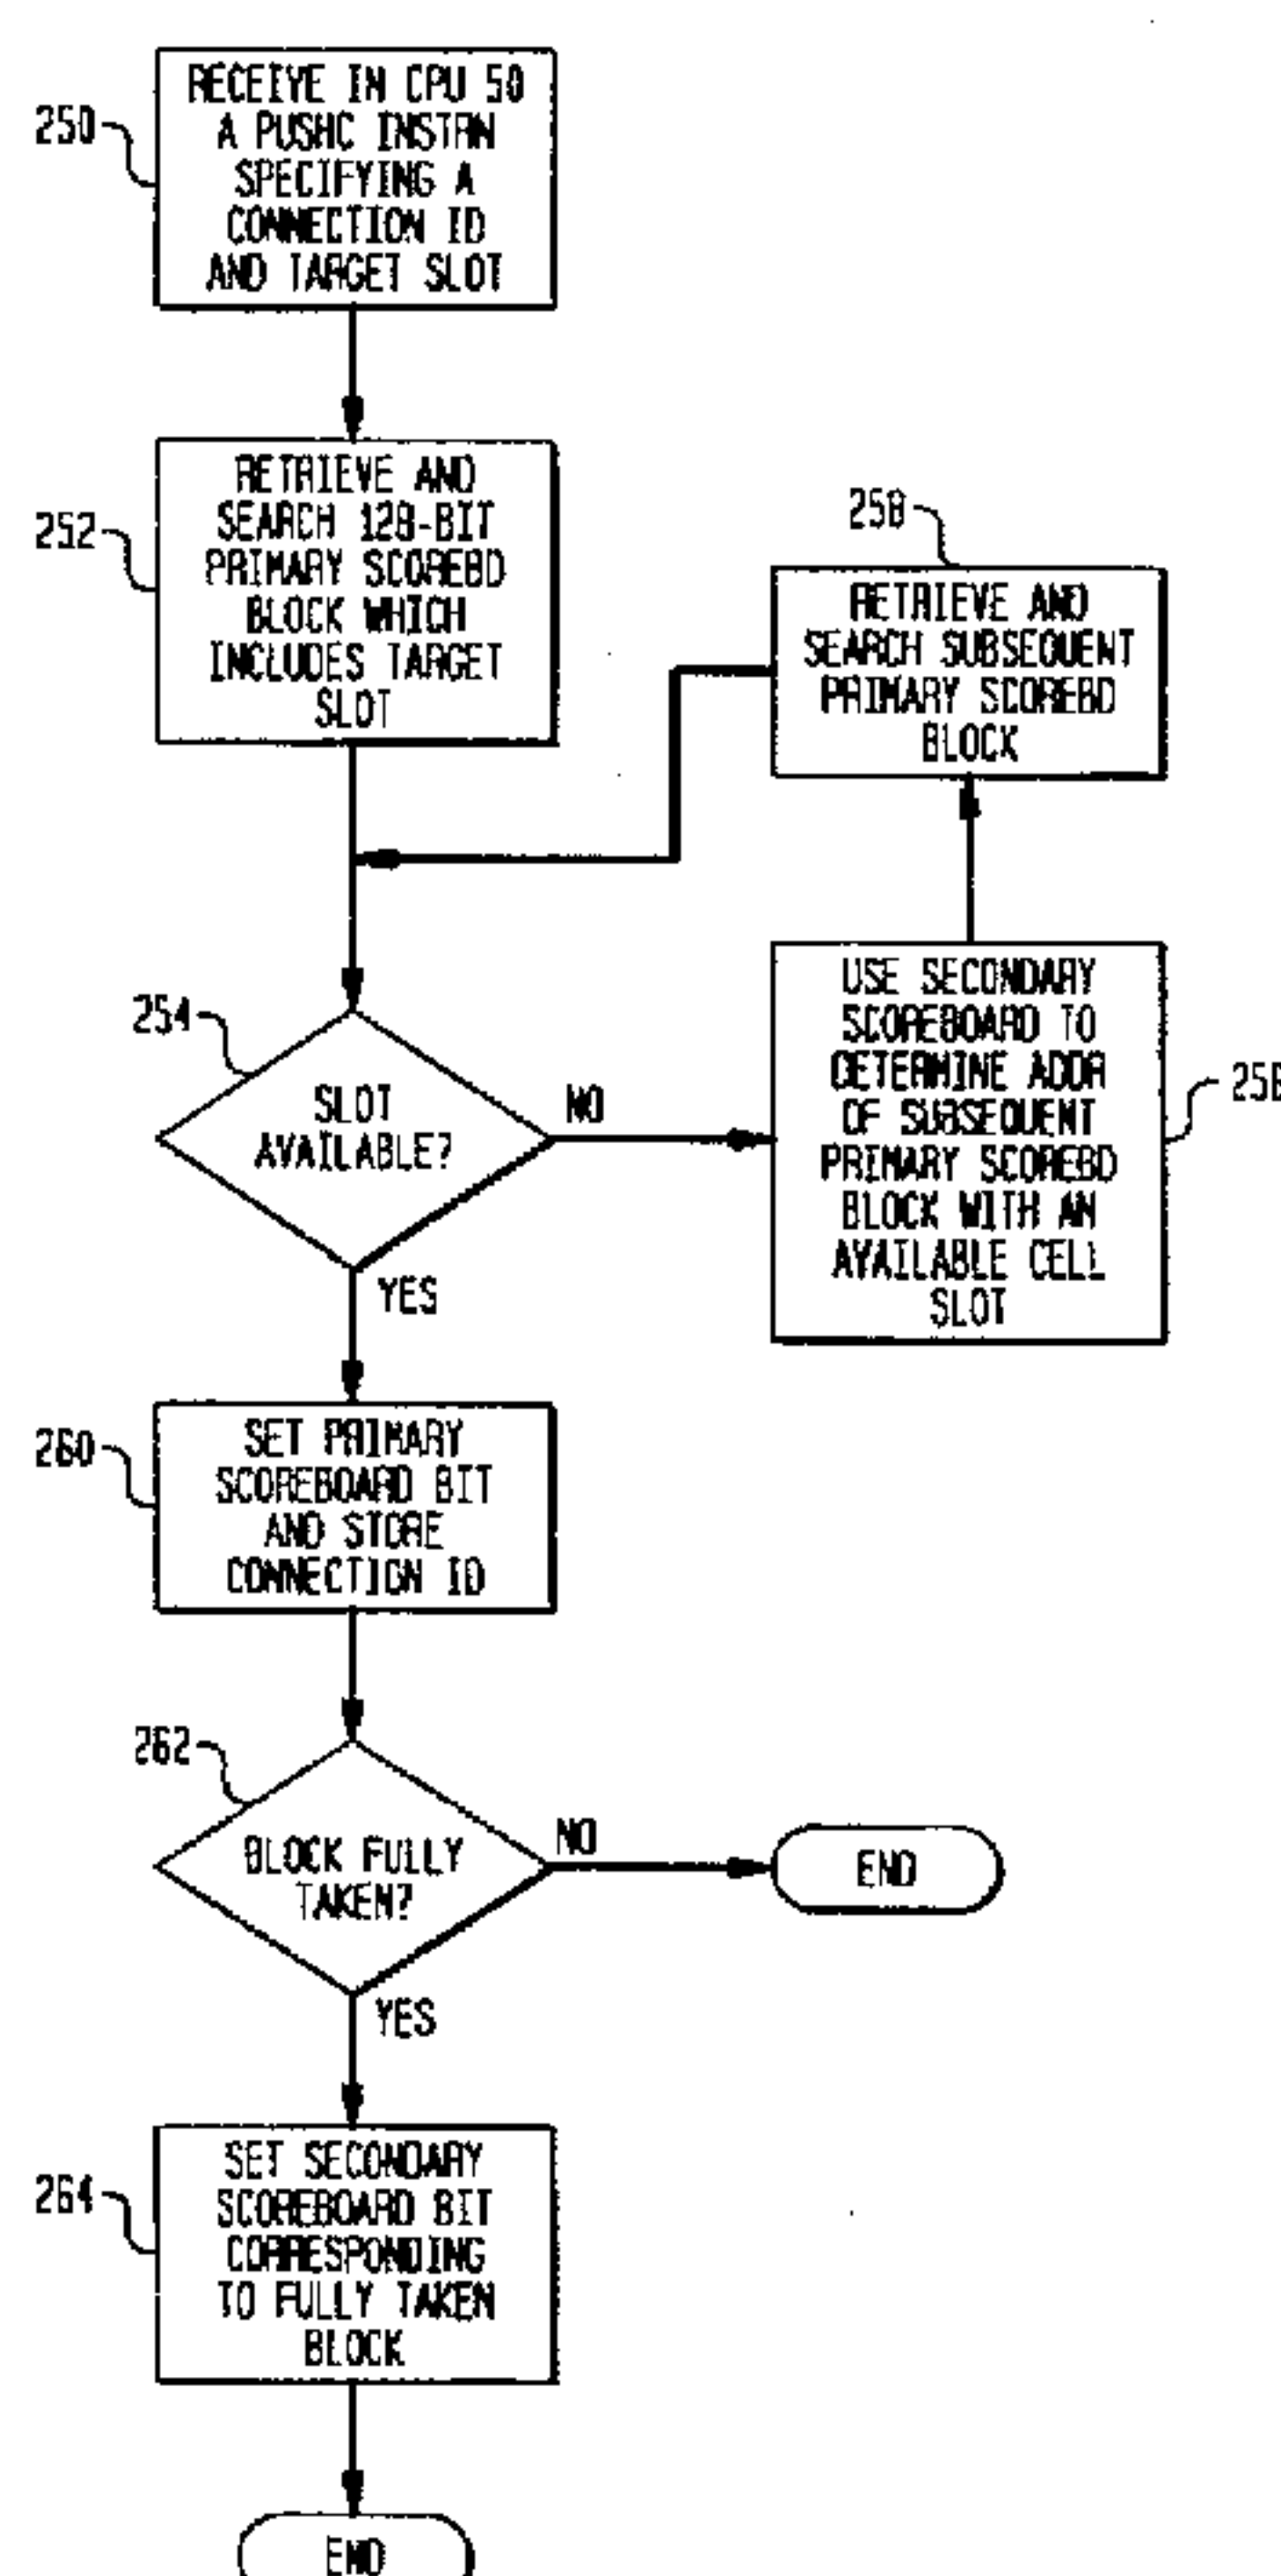 250
RECEIVE IN CPU 50
A PUSHC INSTRN
SPECIFYING A
CONNECTION ID
AND TARGET SLOT
252
RETRIEVE AND
SEARCH 128-BIT
PRIMARY SCOREBD
BLOCK WHICH
INCLUDES TARGET
SLOT
258
RETRIEVE AND
SEARCH SUBSEQUENT
PRIMARY SCOREBD
BLOCK
254
SLOT
AVAILABLE?
NO
YES
USE SECONDARY
SCOREBOARD TO
DETERMINE ADDR
OF SUBSEQUENT
PRIMARY SCOREBD
BLOCK WITH AN
AVAILABLE CELL
SLOT
256
260
SET PRIMARY
SCOREBOARD BIT
AND STORE
CONNECTION ID
262
BLOCK FULLY
TAKEN?
NO
END
YES
264
SET SECONDARY
SCOREBOARD BIT
CORRESPONDING
TO FULLY TAKEN
BLOCK
END